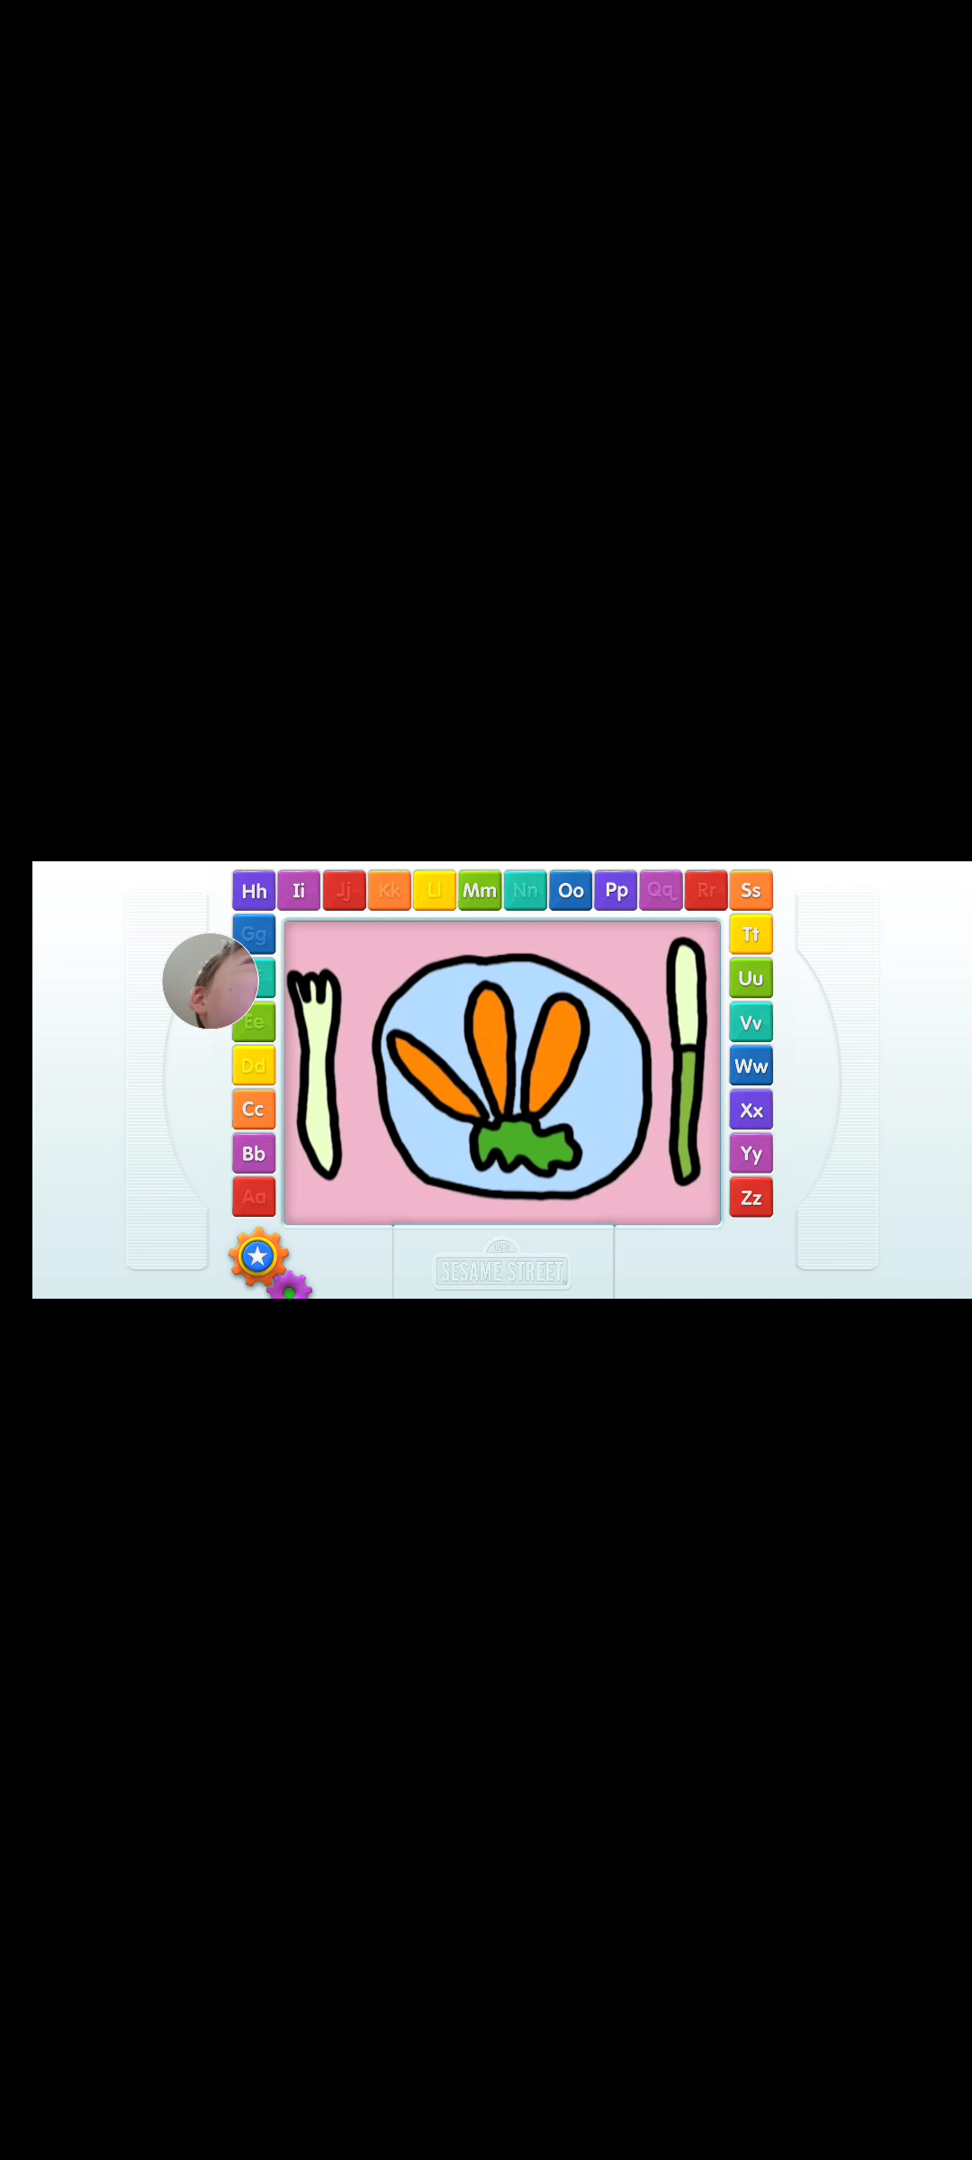 Hh Ii Jj Kk Ll Mm Nn Oo Pp Qq Rr Ss
Gg Tt
Uu
Ee Vv
Dd Ww
Cc Xx
Bb Yy
Aa Zz
SESAME STREET